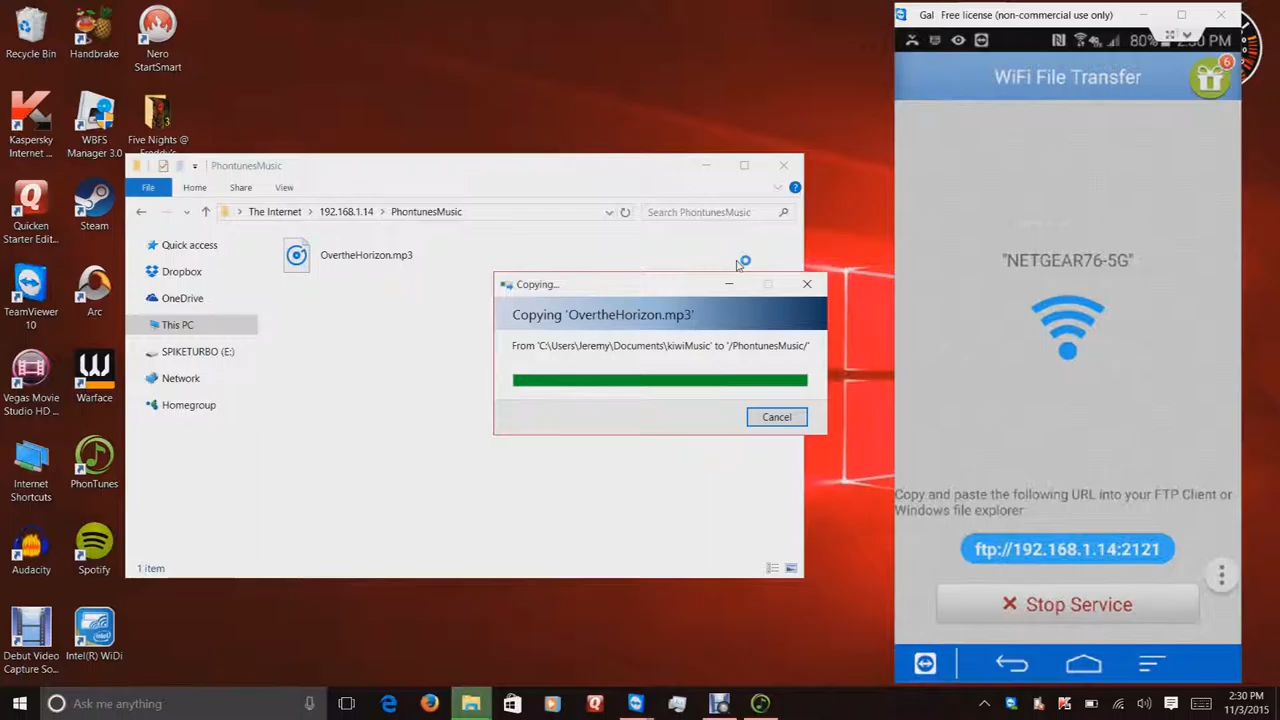 Recycle Bin
Handbrake
Nero
StartSmart
Kaspersky
Internet ...
WBFS
Manager 3.0
Five Nights @
Freddy's
3
Quicken
Starter Edit...
Steam
TeamViewer
10
Arc
Vegas Movie
Studio HD ...
Warface
Internet
Shortcuts
PhonTunes
Audacity
Spotify
Debut Video
Capture So...
Intel(R) WiDi
PhontunesMusic
File
Home
Share
View
The Internet
192.168.1.14
PhontunesMusic
Search PhontunesMusic
Quick access
Dropbox
OneDrive
This PC
SPIKETURBO (E:)
Network
Homegroup
OvertheHorizon.mp3
1 item
Copying...
Copying 'OvertheHorizon.mp3'
From 'C:\Users\Jeremy\Documents\kiwiMusic' to '/PhontunesMusic/'
Cancel
Gal Free license (non-commercial use only)
80%
PM
WiFi File Transfer
6
"NETGEAR76-5G"
Copy and paste the following URL into your FTP Client or
Windows file explorer
ftp://192.168.1.14:2121
Stop Service
Ask me anything
2:30 PM
11/3/2015